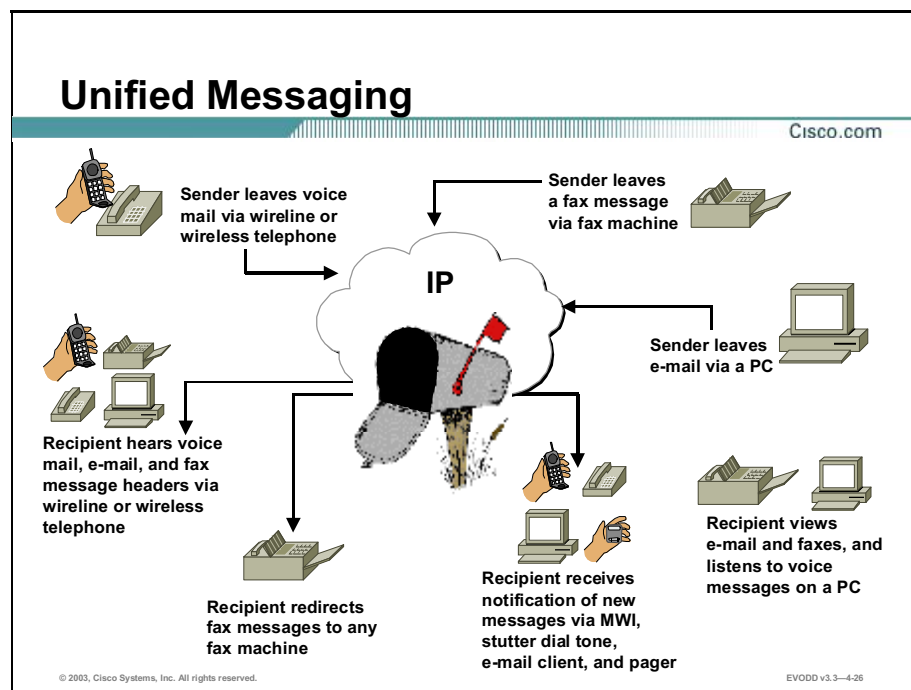 Unified Messaging
Cisco.com
Sender leaves voice
mail via wireline or
wireless telephone
Sender leaves
a fax message
via fax machine
IP
Sender leaves
e-mail via a PC
Recipient hears voice
mail, e-mail, and fax
message headers via
wireline or wireless
telephone
Recipient redirects
fax messages to any
fax machine
Recipient receives
notification of new
messages via MWI,
stutter dial tone,
e-mail client, and pager
Recipient views
e-mail and faxes, and
listens to voice
messages on a PC
© 2003, Cisco Systems, Inc. All rights reserved.
EVODD v3.3—4-26